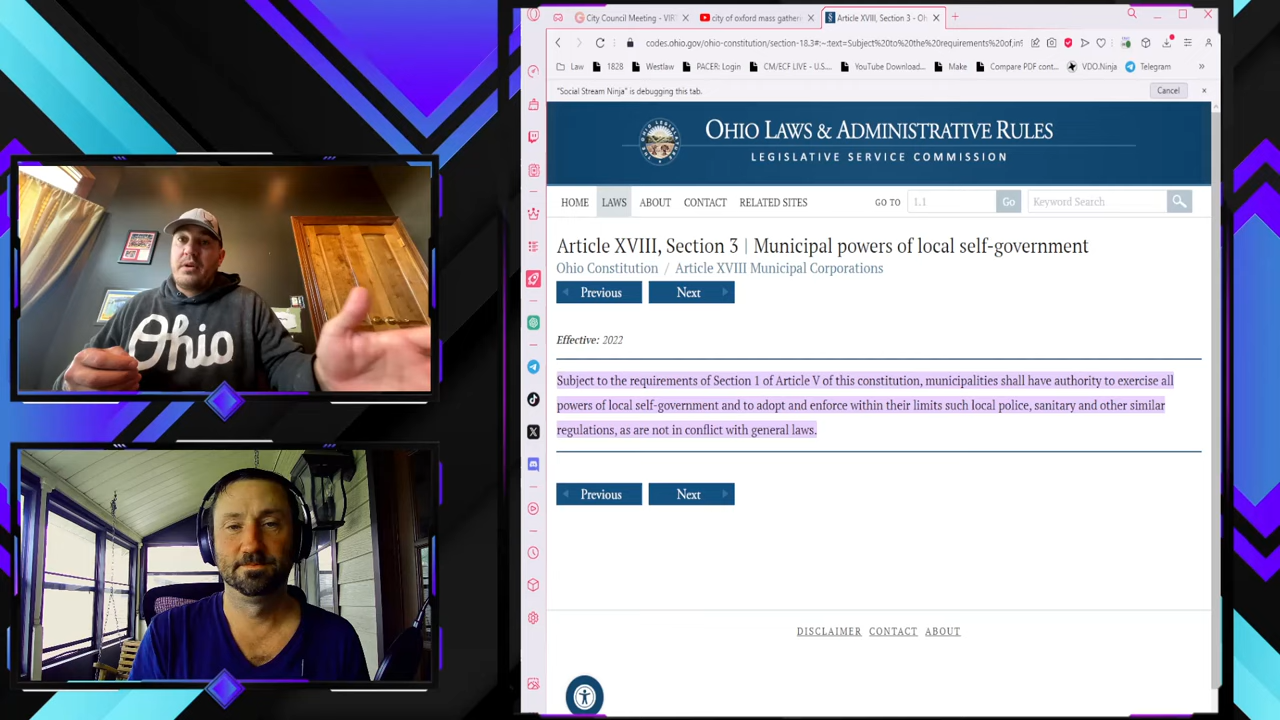 City Council Meeting - VIR
city of oxford mass gather
Article XVIII, Section 3 - Oh
codes.ohio.gov/ohio-constitution/section-18.3#:~:text=Subject%20to%20the%20requirements%20of,in
"Social Stream Ninja" is debugging this tab.
Cancel
Law
1828
Westlaw
PACER: Login
CM/ECF LIVE - U.S....
YouTube Download...
Make
Compare PDF cont...
VDO.Ninja
Telegram
OHIO LAWS & ADMINISTRATIVE RULES
LEGISLATIVE SERVICE COMMISSION
HOME LAWS ABOUT CONTACT RELATED SITES GO TO 1.1 Go Keyword Search
Article XVIII, Section 3 | Municipal powers of local self-government
Ohio Constitution / Article XVIII Municipal Corporations
Previous Next
Effective: 2022
Subject to the requirements of Section 1 of Article V of this constitution, municipalities shall have authority to exercise all
powers of local self-government and to adopt and enforce within their limits such local police, sanitary and other similar
regulations, as are not in conflict with general laws.
Previous Next
DISCLAIMER CONTACT ABOUT
Ohio